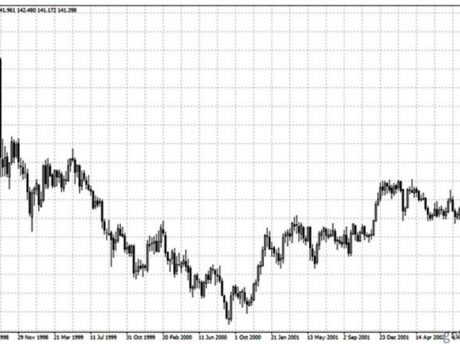 41.961 142.460 141.172 141.398
1998 29 Nov 1998 21 Mar 1999 11 Jul 1999 31 Oct 1999 20 Feb 2000 11 Jun 2000 1 Oct 2000 21 Jan 2001 13 May 2001 2 Sep 2001 23 Dec 2001 14 Apr 2002